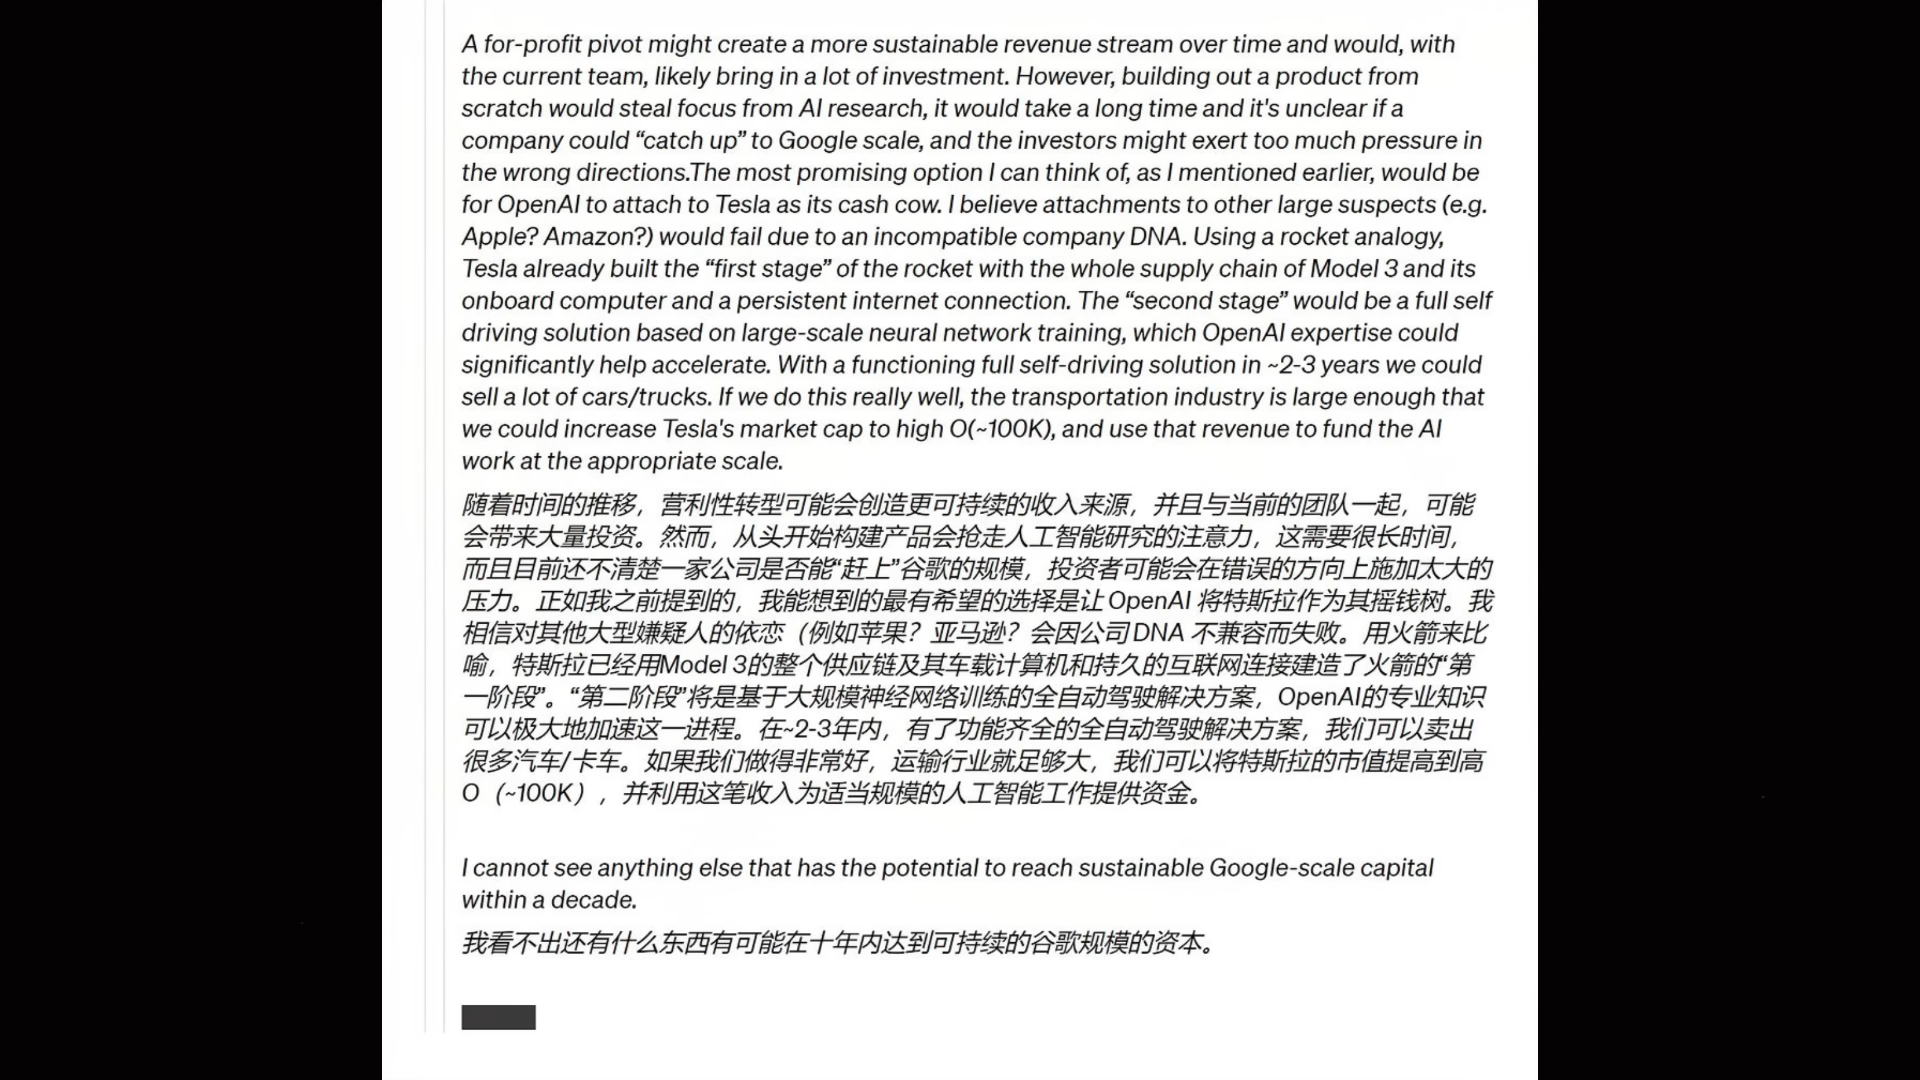 A for-profit pivot might create a more sustainable revenue stream over time and would, with
the current team, likely bring in a lot of investment. However, building out a product from
scratch would steal focus from AI research, it would take a long time and it's unclear if a
company could “catch up” to Google scale, and the investors might exert too much pressure in
the wrong directions.The most promising option I can think of, as I mentioned earlier, would be
for OpenAI to attach to Tesla as its cash cow. I believe attachments to other large suspects (e.g.
Apple? Amazon?) would fail due to an incompatible company DNA. Using a rocket analogy,
Tesla already built the “first stage” of the rocket with the whole supply chain of Model 3 and its
onboard computer and a persistent internet connection. The “second stage” would be a full self
driving solution based on large-scale neural network training, which OpenAI expertise could
significantly help accelerate. With a functioning full self-driving solution in ~2-3 years we could
sell a lot of cars/trucks. If we do this really well, the transportation industry is large enough that
we could increase Tesla's market cap to high O(~100K), and use that revenue to fund the AI
work at the appropriate scale.
随着时间的推移，营利性转型可能会创造更可持续的收入来源，并且与当前的团队一起，可能
会带来大量投资。然而，从头开始构建产品会抢走人工智能研究的注意力，这需要很长时间，
而且目前还不清楚一家公司是否能“赶上”谷歌的规模，投资者可能会在错误的方向上施加太大的
压力。正如我之前提到的，我能想到的最有希望的选择是让 OpenAI 将特斯拉作为其摇钱树。我
相信对其他大型嫌疑人的依恋（例如苹果？亚马逊？会因公司 DNA 不兼容而失败。用火箭来比
喻，特斯拉已经用Model 3的整个供应链及其车载计算机和持久的互联网连接建造了火箭的“第
一阶段”。“第二阶段”将是基于大规模神经网络训练的全自动驾驶解决方案，OpenAI的专业知识
可以极大地加速这一进程。在~2-3年内，有了功能齐全的全自动驾驶解决方案，我们可以卖出
很多汽车/卡车。如果我们做得非常好，运输行业就足够大，我们可以将特斯拉的市值提高到高
O（~100K），并利用这笔收入为适当规模的人工智能工作提供资金。
I cannot see anything else that has the potential to reach sustainable Google-scale capital
within a decade.
我看不出还有什么东西有可能在十年内达到可持续的谷歌规模的资本。